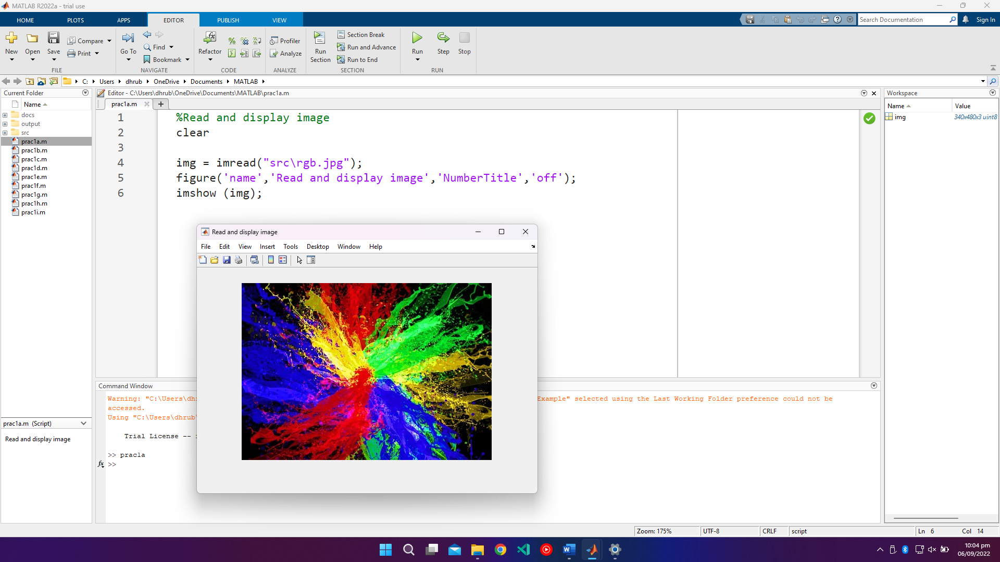 MATLAB R2022a - trial use
HOME PLOTS APPS EDITOR PUBLISH VIEW
Search Documentation
Sign In
New
Open
Save
Compare
Print
FILE
Go To
Find
Bookmark
NAVIGATE
Refactor
CODE
Profiler
Analyze
ANALYZE
Run Section
Section Break
Run and Advance
Run to End
SECTION
Run
Step
Stop
RUN
C: Users dhrub OneDrive Documents MATLAB
Current Folder
Name
docs
output
src
prac1a.m
prac1b.m
prac1c.m
prac1d.m
prac1e.m
prac1f.m
prac1g.m
prac1h.m
prac1i.m
prac1a.m (Script)
Read and display image
Editor - C:\Users\dhrub\OneDrive\Documents\MATLAB\prac1a.m
prac1a.m
1 %Read and display image
2 clear
3
4 img = imread("src\rgb.jpg");
5 figure('name','Read and display image','NumberTitle','off');
6 imshow (img);
Read and display image
File Edit View Insert Tools Desktop Window Help
Command Window
Warning: "C:\Users\dh
Example" selected using the Last Working Folder preference could not be
accessed.
Using "C:\Users\dhrub\
Trial License --
>> prac1a
fx >>
Workspace
Name Value
img 340x480x3 uint8
Zoom: 175% UTF-8 CRLF script Ln 6 Col 14
10:04 pm
06/09/2022